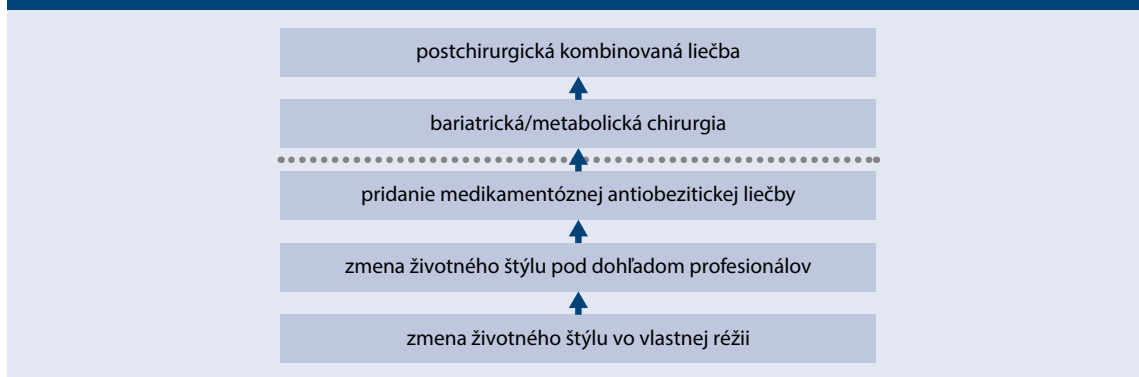 postchirurgická kombinovaná liečba
bariatrická/metabolická chirurgia
pridanie medikamentóznej antiobezitickej liečby
zmena životného štýlu pod dohľadom profesionálov
zmena životného štýlu vo vlastnej réžii